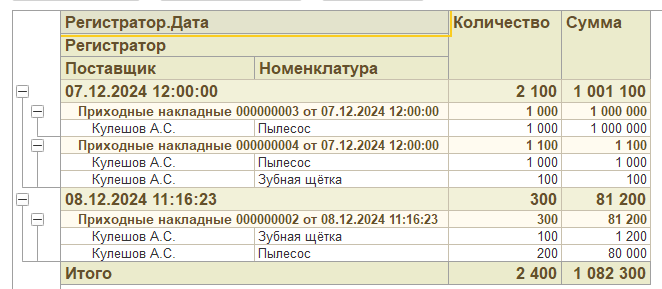 Регистратор.Дата Количество Сумма
Регистратор
Поставщик Номенклатура
07.12.2024 12:00:00 2 100 1 001 100
Приходные накладные 000000003 от 07.12.2024 12:00:00 1 000 1 000 000
Кулешов А.С. Пылесос 1 000 1 000 000
Приходные накладные 000000004 от 07.12.2024 12:00:00 1 100 1 100
Кулешов А.С. Пылесос 1 000 1 000
Кулешов А.С. Зубная щётка 100 100
08.12.2024 11:16:23 300 81 200
Приходные накладные 000000002 от 08.12.2024 11:16:23 300 81 200
Кулешов А.С. Зубная щётка 100 1 200
Кулешов А.С. Пылесос 200 80 000
Итого 2 400 1 082 300